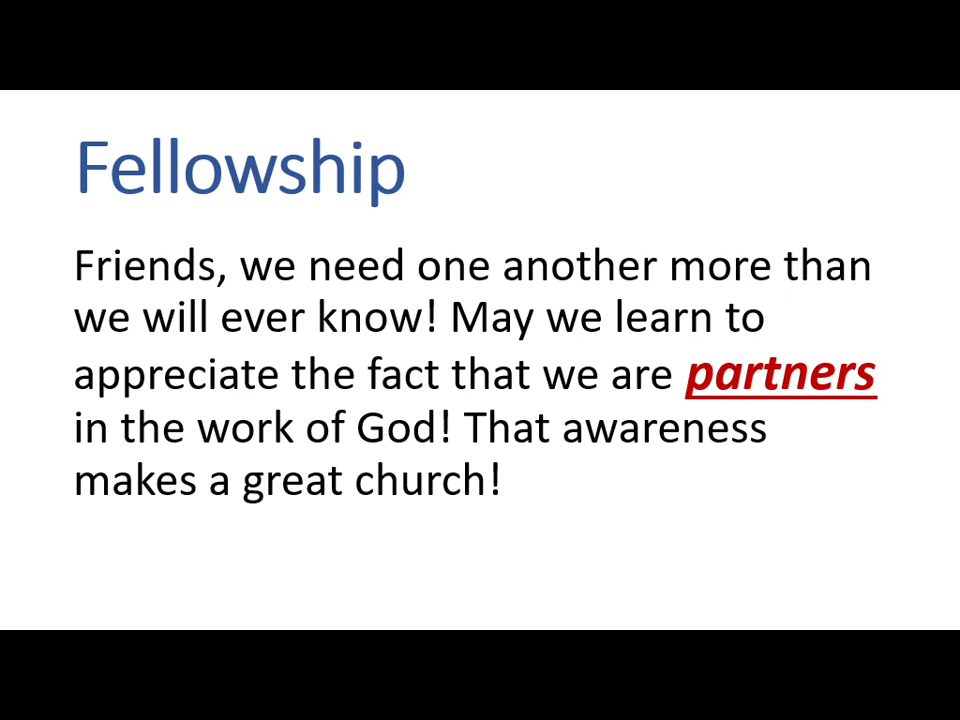 Fellowship
Friends, we need one another more than
we will ever know! May we learn to
appreciate the fact that we are partners
in the work of God! That awareness
makes a great church!